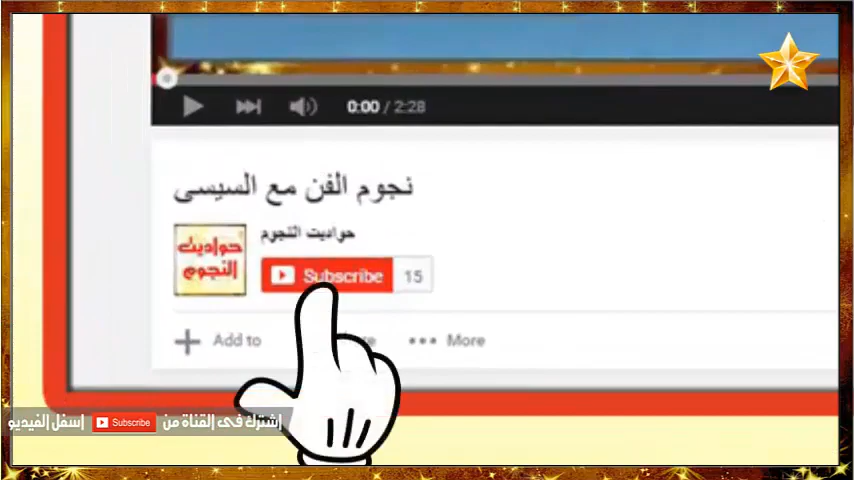 0:00 / 2:28
نجوم الفن مع السيسى
حواديت النجوم
حواديت
النجوم
Subscribe 15
Add to
More
إشترك فى القناة من Subscribe اسفل الفيديو